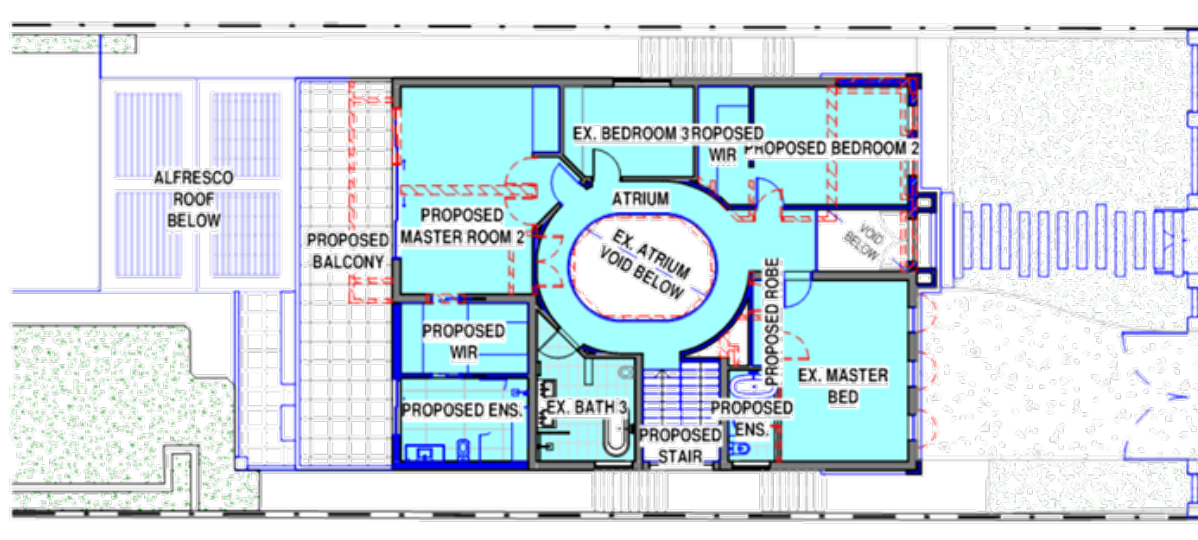 ALFRESCO
ROOF
BELOW
PROPOSED
BALCONY
PROPOSED
MASTER ROOM 2
EX. BEDROOM 3
ROPOSED
WIR
PROPOSED BEDROOM 2
ATRIUM
EX. ATRIUM
VOID BELOW
VOID
BELOW
PROPOSED ROBE
PROPOSED
WIR
PROPOSED ENS.
EX. BATH 3
PROPOSED
STAIR
PROPOSED
ENS.
EX. MASTER
BED